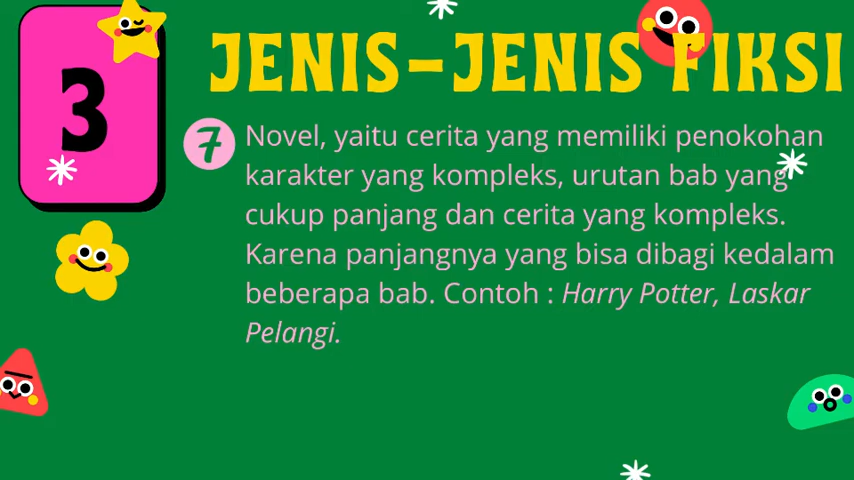 3
JENIS-JENIS FIKSI
7
Novel, yaitu cerita yang memiliki penokohan
karakter yang kompleks, urutan bab yang
cukup panjang dan cerita yang kompleks.
Karena panjangnya yang bisa dibagi kedalam
beberapa bab. Contoh : Harry Potter, Laskar
Pelangi.